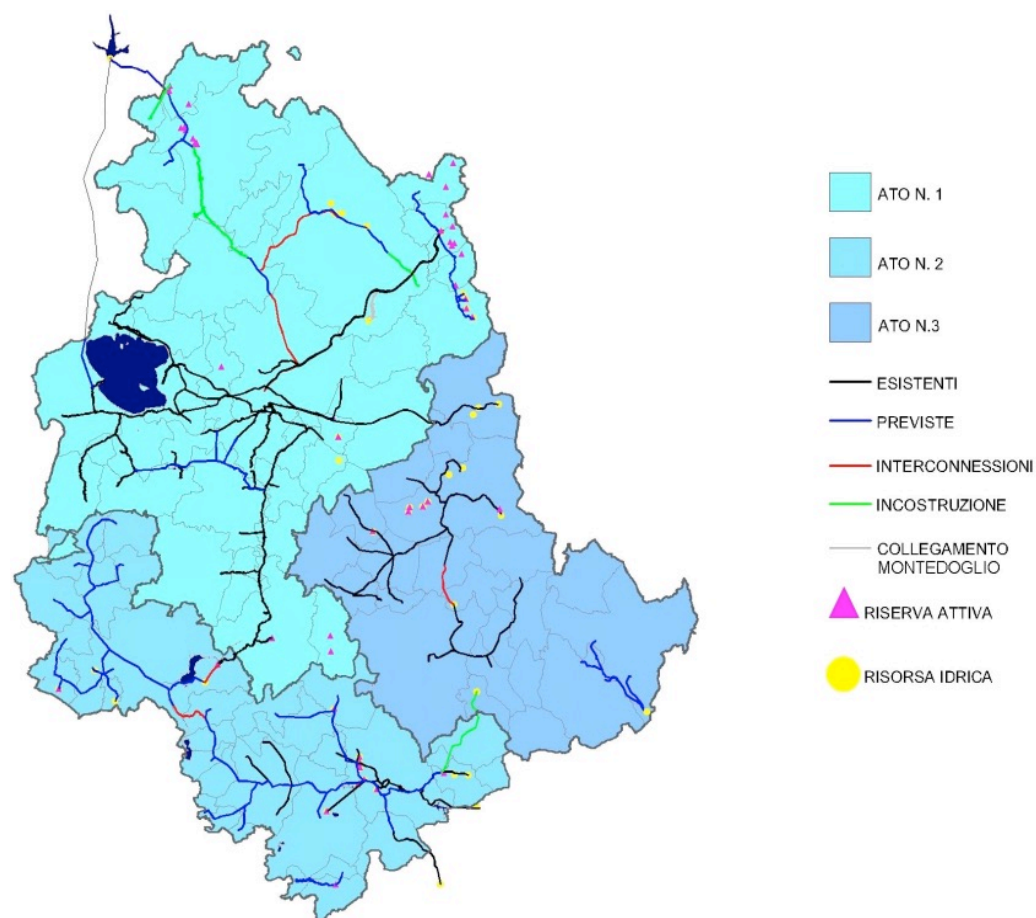 ATO N. 1
ATO N. 2
ATO N.3
ESISTENTI
PREVISTE
INTERCONNESSIONI
INCOSTRUZIONE
COLLEGAMENTO
MONTEDOGLIO
RISERVA ATTIVA
RISORSA IDRICA